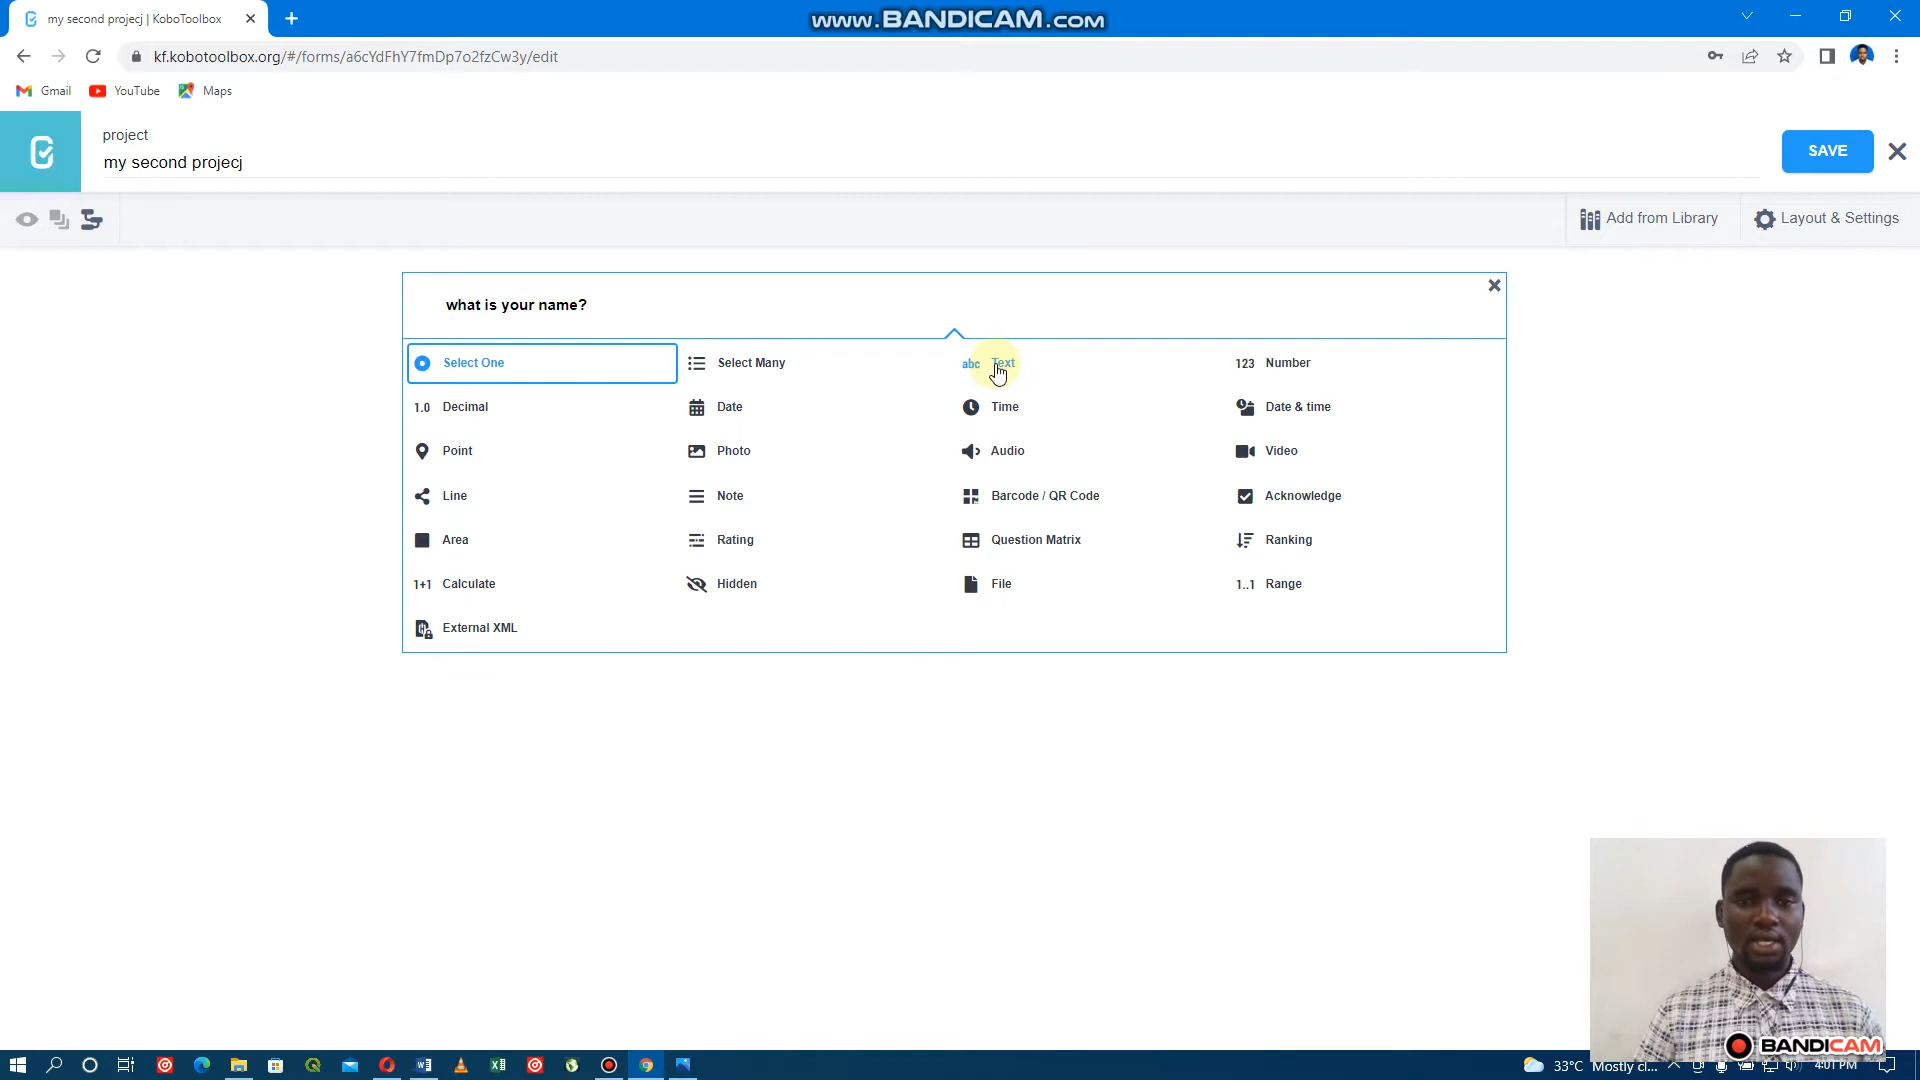 my second projecj | KoboToolbox
www.BANDICAM.com
kf.kobotoolbox.org/#/forms/a6cYdFhY7fmDp7o2fzCw3y/edit
Gmail YouTube Maps
project
my second projecj
SAVE
Add from Library Layout & Settings
what is your name?
Select One Select Many abc Text 123 Number
1.0 Decimal Date Time Date & time
Point Photo Audio Video
Line Note Barcode / QR Code Acknowledge
Area Rating Question Matrix Ranking
1+1 Calculate Hidden File 1..1 Range
External XML
BANDICAM
33°C Mostly cl... 4:01 PM